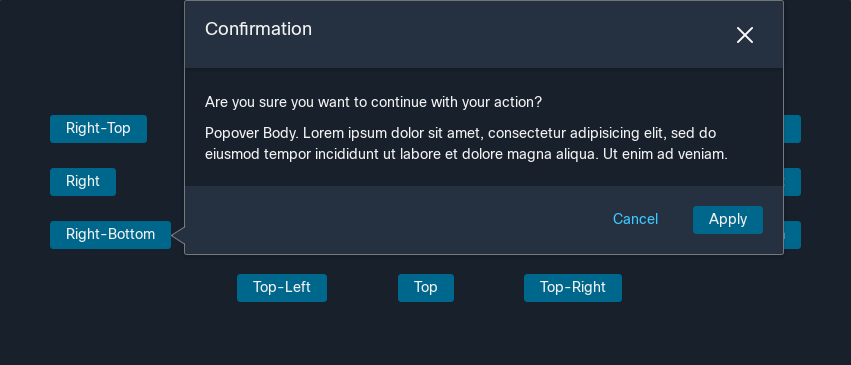 Confirmation
Are you sure you want to continue with your action?
Right-Top
Popover Body. Lorem ipsum dolor sit amet, consectetur adipisicing elit, sed do
eiusmod tempor incididunt ut labore et dolore magna aliqua. Ut enim ad veniam.
Right
Cancel
Apply
Right-Bottom
Top-Left
Top
Top-Right